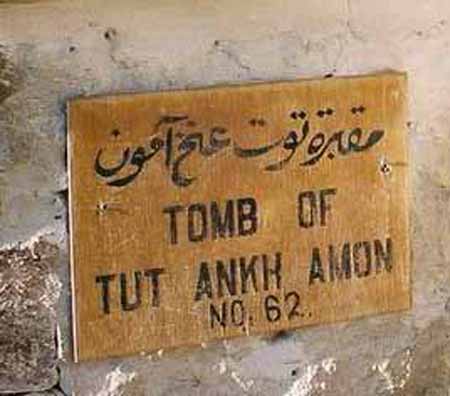 مقبرة توت عنخ آمون
TOMB OF
TUT ANKH AMON
NO. 62.